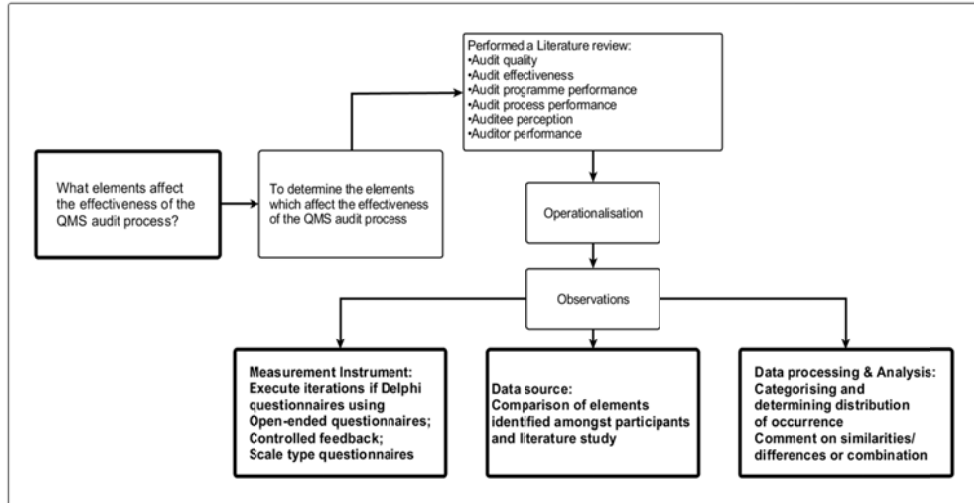 Performed a Literature review:
•Audit quality
•Audit effectiveness
•Audit programme performance
•Audit process performance
•Auditee perception
•Auditor performance
What elements affect
the effectiveness of the
QMS audit process?
To determine the elements
which affect the effectiveness
of the QMS audit process
Operationalisation
Observations
Measurement Instrument:
Execute iterations if Delphi
questionnaires using
Open-ended questionnaires;
Controlled feedback;
Scale type questionnaires
Data source:
Comparison of elements
identified amongst participants
and literature study
Data processing & Analysis:
Categorising and
determining distribution
of occurrence
Comment on similarities/
differences or combination